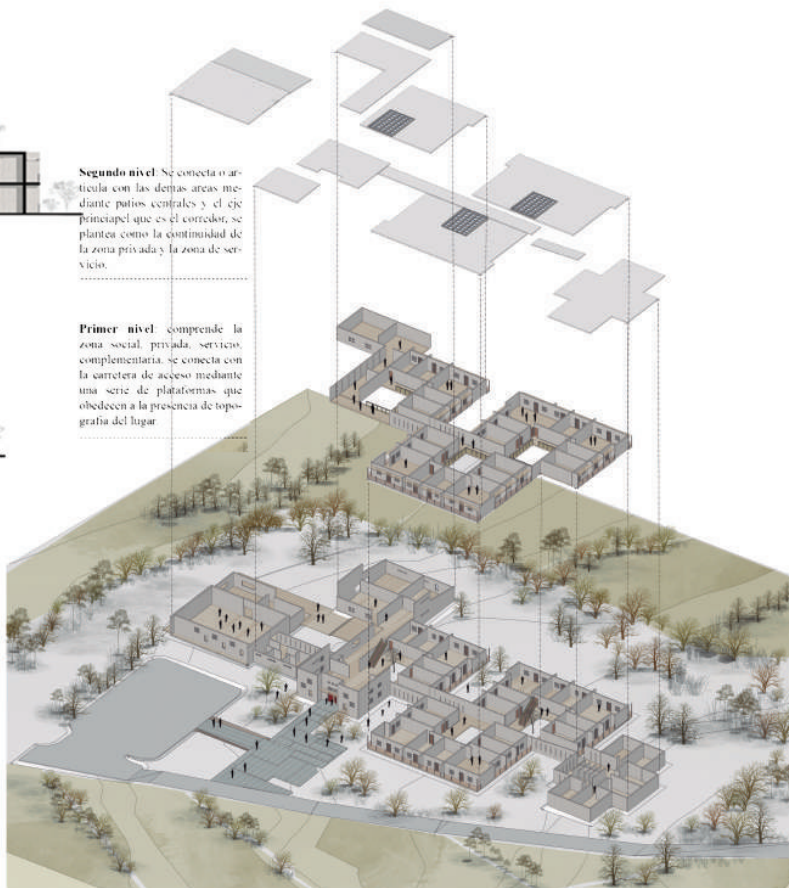 Segundo nivel: Se conecta o ar-
ticula con las demas areas me-
diante patios centrales y el eje
principapel que es el corredor, se
plantea como la continuidad de
la zona privada y la zona de ser-
vicio.
Primer nivel: comprende la
zona social, privada, servicio,
complementaria, se conecta con
la carretera de acceso mediante
una serie de plataformas que
obedecen a la presencia de topo-
grafia del lugar